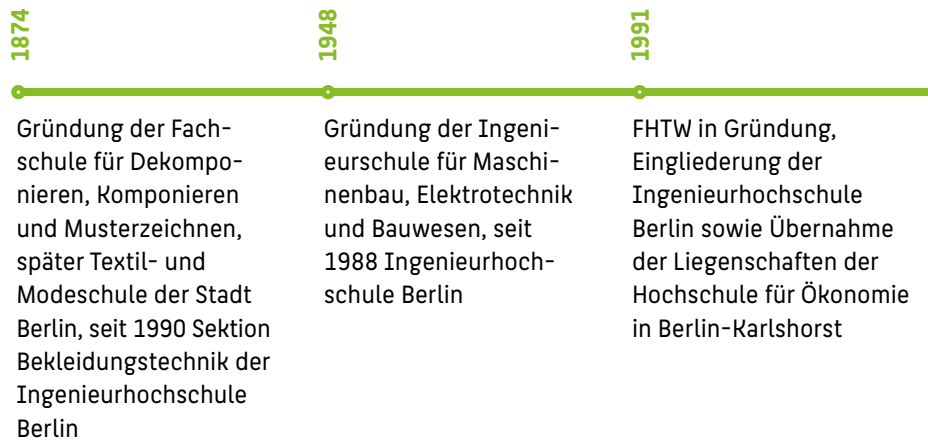 1874
Gründung der Fach-
schule für Dekompo-
nieren, Komponieren
und Musterzeichnen,
später Textil- und
Modeschule der Stadt
Berlin, seit 1990 Sektion
Bekleidungstechnik der
Ingenieurhochschule
Berlin
1948
Gründung der Ingeni-
eurschule für Maschi-
nenbau, Elektrotechnik
und Bauwesen, seit
1988 Ingenieurhoch-
schule Berlin
1991
FHTW in Gründung,
Eingliederung der
Ingenieurhochschule
Berlin sowie Übernahme
der Liegenschaften der
Hochschule für Ökonomie
in Berlin-Karlshorst